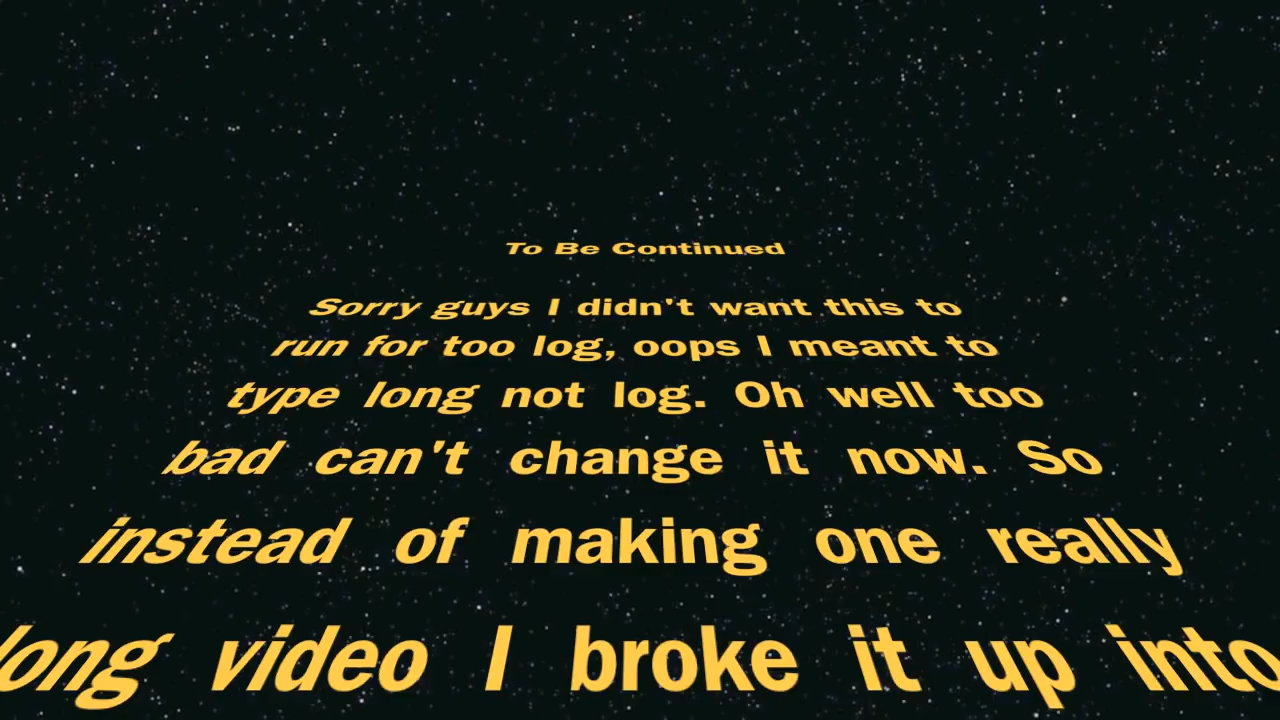 To Be Continued
Sorry guys I didn't want this to
run for too log, oops I meant to
type long not log. Oh well too
bad can't change it now. So
instead of making one really
long video I broke it up into